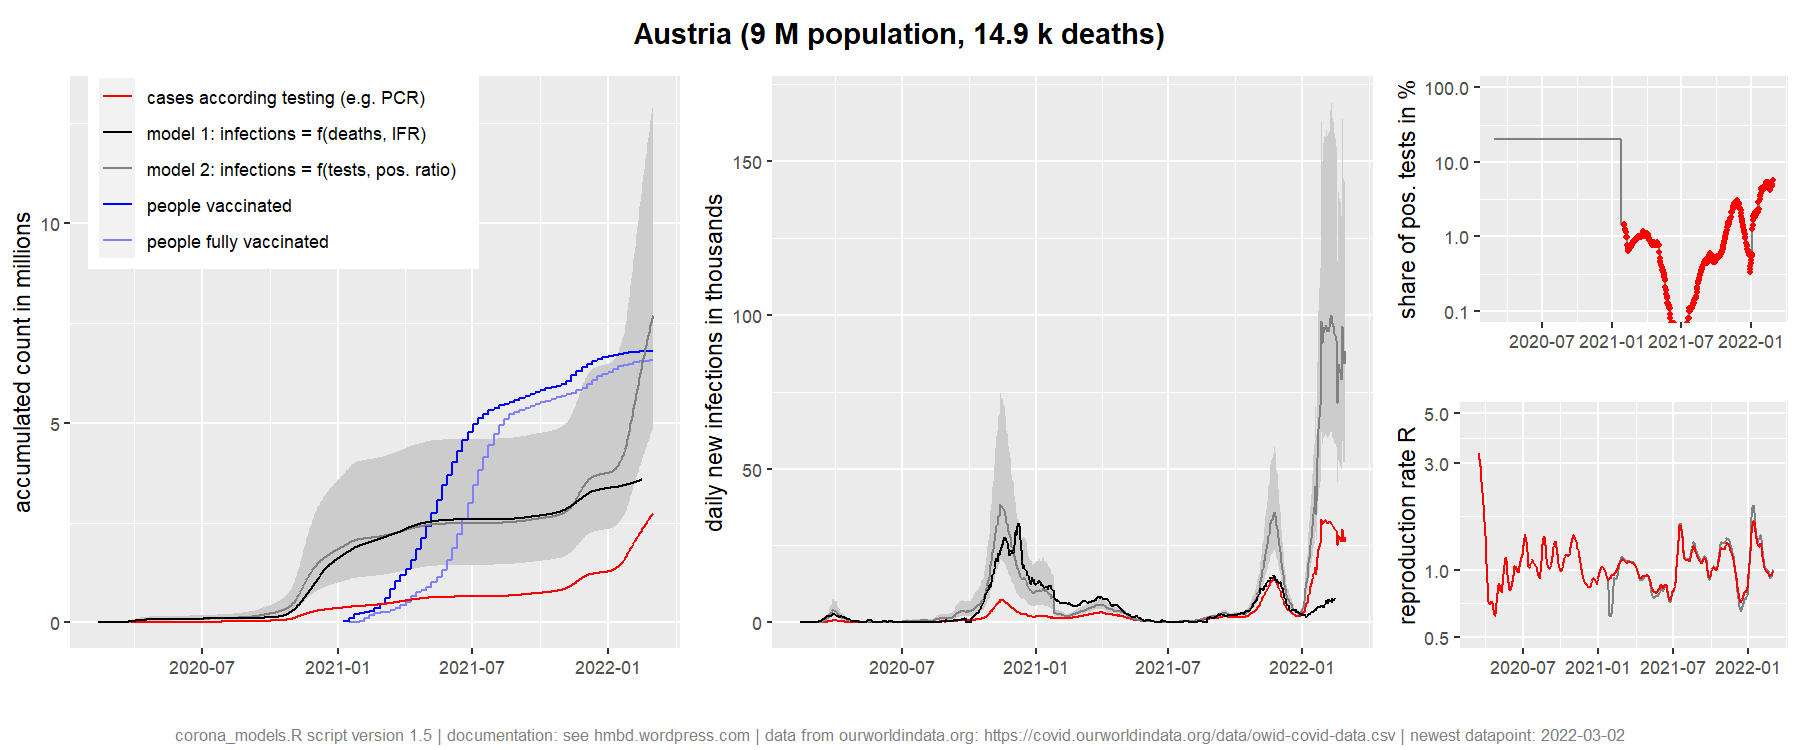 Austria (9 M population, 14.9 k deaths)
cases according testing (e.g. PCR)
model 1: infections = f(deaths, IFR)
model 2: infections = f(tests, pos. ratio)
people vaccinated
people fully vaccinated
accumulated count in millions
10
5
0
2020-07
2021-01
2021-07
2022-01
daily new infections in thousands
150
100
50
0
2020-07
2021-01
2021-07
2022-01
share of pos. tests in %
100.0
10.0
1.0
0.1
2020-07
2021-01
2021-07
2022-01
reproduction rate R
5.0
3.0
1.0
0.5
2020-07
2021-01
2021-07
2022-01
corona_models.R script version 1.5 | documentation: see hmbd.wordpress.com | data from ourworldindata.org: https://covid.ourworldindata.org/data/owid-covid-data.csv | newest datapoint: 2022-03-02